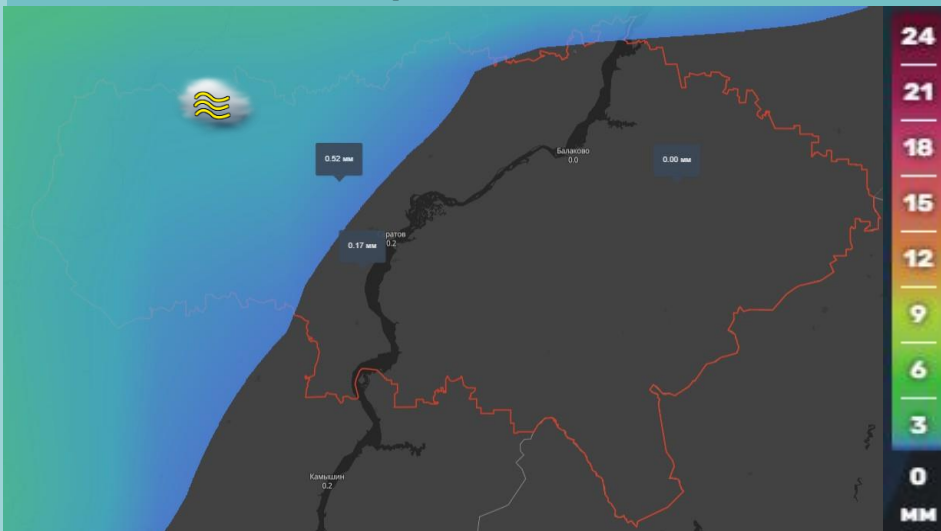 0.52 мм
Балаково
0.0
0.00 мм
ратов
0.2
0.17 мм
Камышин
0.2
24
21
18
15
12
9
6
3
0
мм